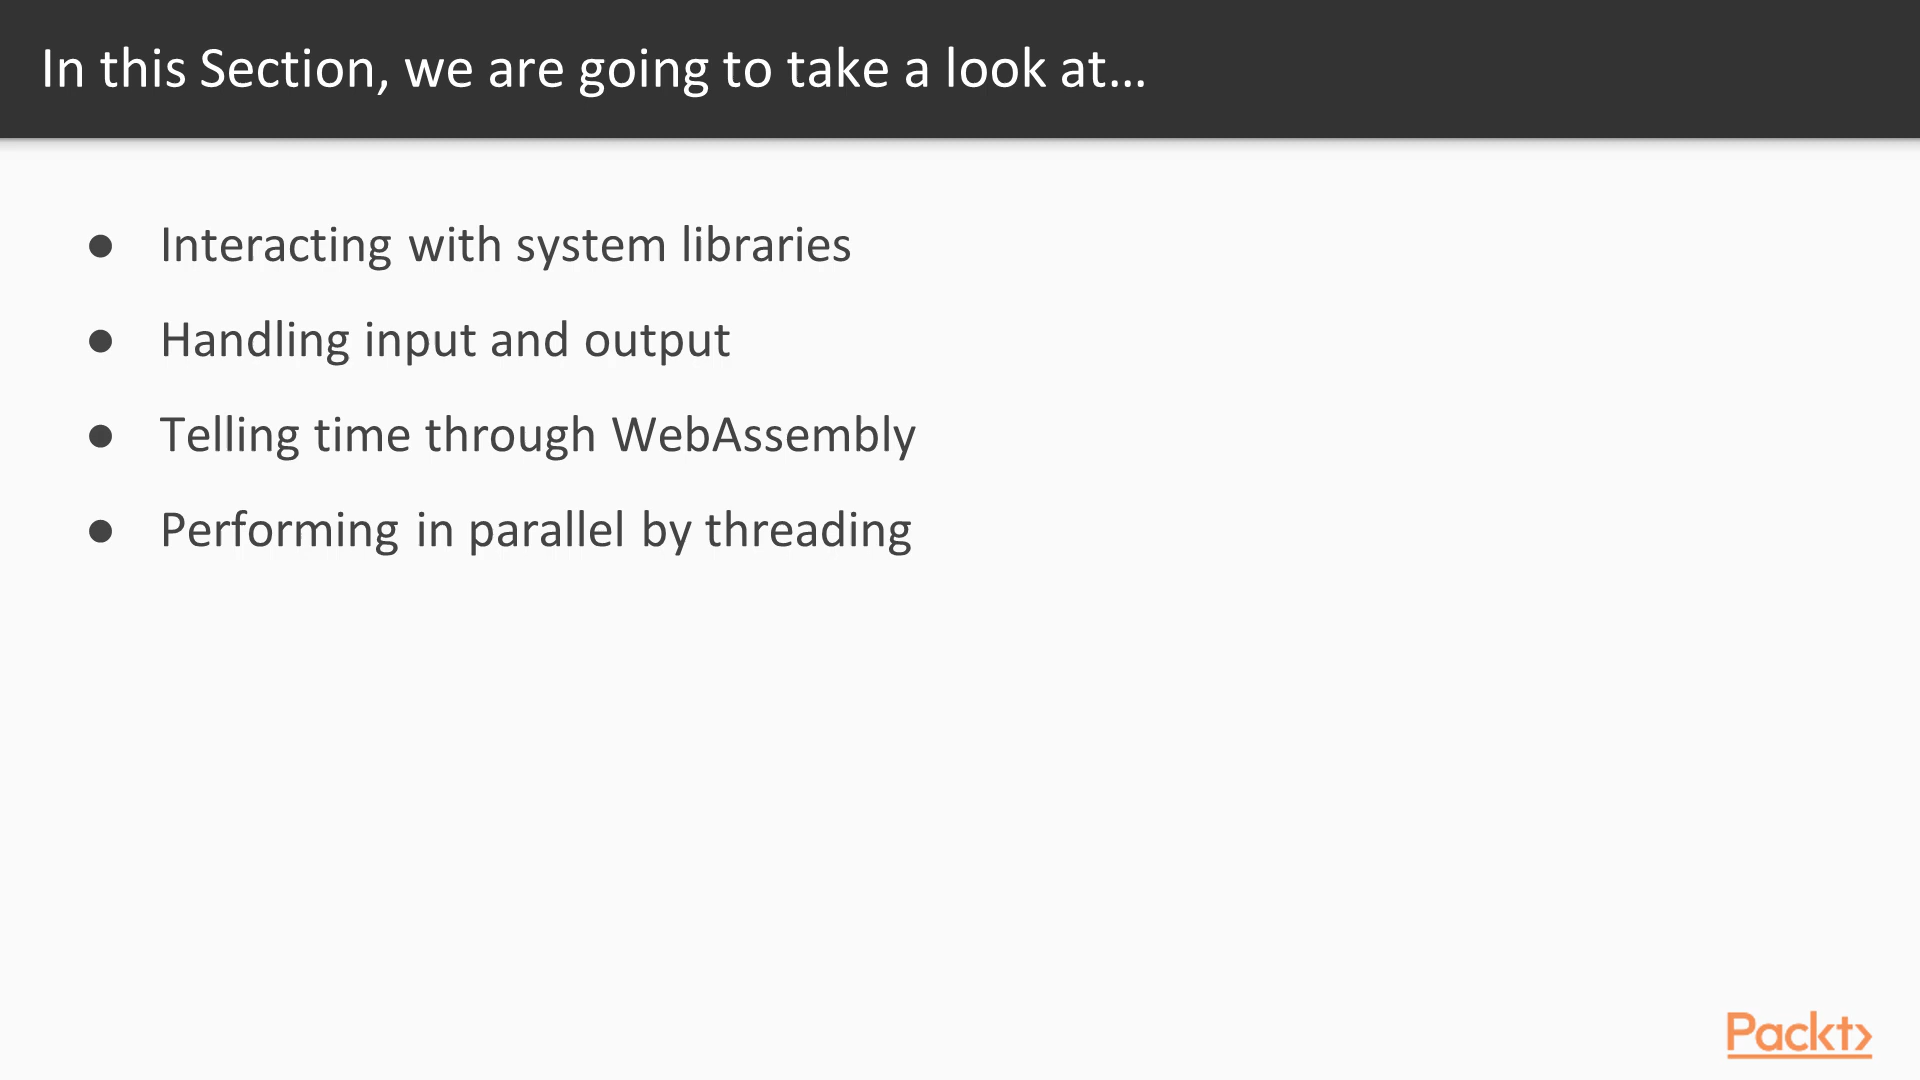 In this Section, we are going to take a look at…
● Interacting with system libraries
● Handling input and output
● Telling time through WebAssembly
● Performing in parallel by threading
Packt>